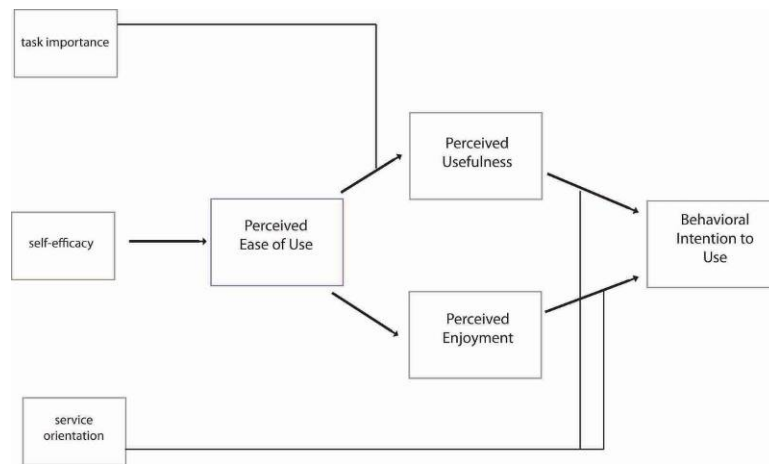 task importance
Perceived
Usefulness
self-efficacy
Perceived
Ease of Use
Behavioral
Intention to
Use
Perceived
Enjoyment
service
orientation